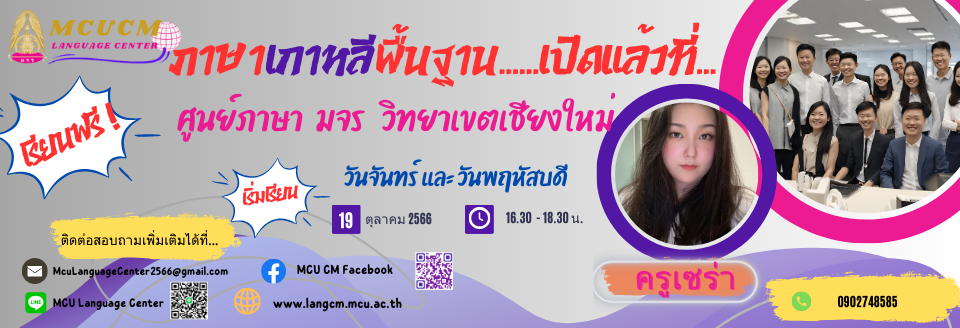 MCUCM
LANGUAGE CENTER
มจร
ภาษาเกาหลีพื้นฐาน......เปิดแล้วที่...
ศูนย์ภาษา มจร วิทยาเขตเชียงใหม่
เรียนฟรี !
วันจันทร์ และ วันพฤหัสบดี
เริ่มเรียน
19 ตุลาคม 2566 16.30 - 18.30 น.
ติดต่อสอบถามเพิ่มเติมได้ที่...
McuLanguageCenter2566@gmail.com MCU CM Facebook
ครูเซร่า
LINE MCU Language Center www.langcm.mcu.ac.th 0902748585